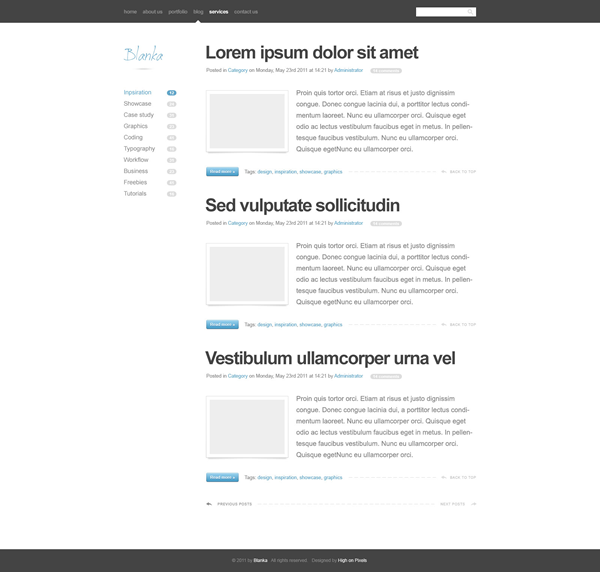 home about us portfolio blog services contact us
Blanka
Inpsiration
Showcase
Case study
Graphics
Coding
Typography
Workflow
Business
Freebies
Tutorials
Lorem ipsum dolor sit amet
Posted in Category on Monday, May 23rd 2011 at 14:21 by Administrator
Proin quis tortor orci. Etiam at risus et justo dignissim
congue. Donec congue lacinia dui, a porttitor lectus condi-
mentum laoreet. Nunc eu ullamcorper orci. Quisque eget
odio ac lectus vestibulum faucibus eget in metus. In pellen-
tesque faucibus vestibulum. Nunc eu ullamcorper orci.
Quisque egetNunc eu ullamcorper orci.
Read more » Tags: design, inspiration, showcase, graphics BACK TO TOP
Sed vulputate sollicitudin
Posted in Category on Monday, May 23rd 2011 at 14:21 by Administrator
Proin quis tortor orci. Etiam at risus et justo dignissim
congue. Donec congue lacinia dui, a porttitor lectus condi-
mentum laoreet. Nunc eu ullamcorper orci. Quisque eget
odio ac lectus vestibulum faucibus eget in metus. In pellen-
tesque faucibus vestibulum. Nunc eu ullamcorper orci.
Quisque egetNunc eu ullamcorper orci.
Read more » Tags: design, inspiration, showcase, graphics BACK TO TOP
Vestibulum ullamcorper urna vel
Posted in Category on Monday, May 23rd 2011 at 14:21 by Administrator
Proin quis tortor orci. Etiam at risus et justo dignissim
congue. Donec congue lacinia dui, a porttitor lectus condi-
mentum laoreet. Nunc eu ullamcorper orci. Quisque eget
odio ac lectus vestibulum faucibus eget in metus. In pellen-
tesque faucibus vestibulum. Nunc eu ullamcorper orci.
Quisque egetNunc eu ullamcorper orci.
Read more » Tags: design, inspiration, showcase, graphics BACK TO TOP
PREVIOUS POSTS NEXT POSTS
© 2011 by Blanka All rights reserved. Designed by High on Pixels